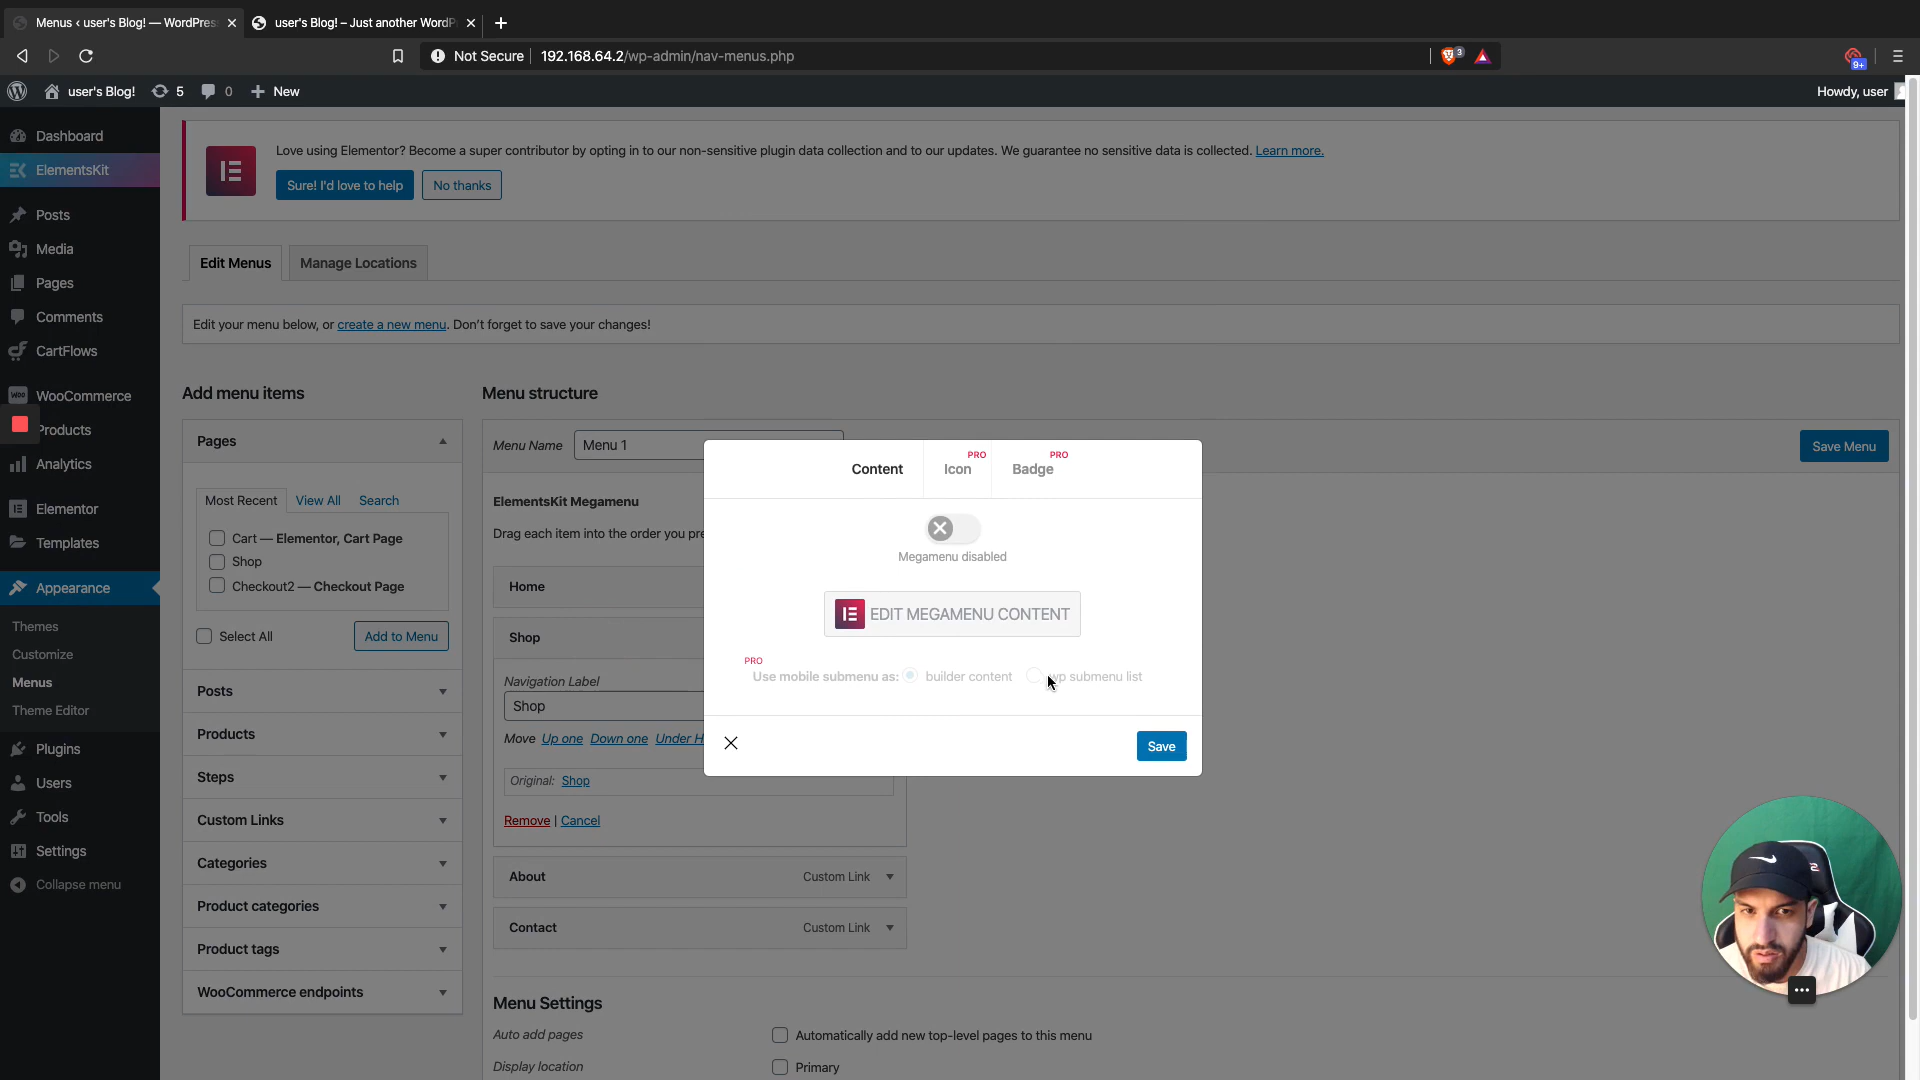 Menus ‹ user's Blog! — WordPres
user's Blog! – Just another WordP
Not Secure
192.168.64.2/wp-admin/nav-menus.php
3
9+
user's Blog!
5
0
New
Howdy, user
Dashboard
ElementsKit
Posts
Media
Pages
Comments
CartFlows
WooCommerce
Products
Analytics
Elementor
Templates
Appearance
Themes
Customize
Menus
Theme Editor
Plugins
Users
Tools
Settings
Collapse menu
Love using Elementor? Become a super contributor by opting in to our non-sensitive plugin data collection and to our updates. We guarantee no sensitive data is collected. Learn more.
Sure! I'd love to help
No thanks
Edit Menus
Manage Locations
Edit your menu below, or create a new menu. Don't forget to save your changes!
Add menu items
Pages
Most Recent
View All
Search
Cart — Elementor, Cart Page
Shop
Checkout2 — Checkout Page
Select All
Add to Menu
Posts
Products
Steps
Custom Links
Categories
Product categories
Product tags
WooCommerce endpoints
Menu structure
Menu Name
Menu 1
Save Menu
ElementsKit Megamenu
Drag each item into the order you pre
Home
Shop
Navigation Label
Shop
Move Up one Down one Under H
Original: Shop
Remove | Cancel
About
Custom Link
Contact
Custom Link
Menu Settings
Auto add pages
Automatically add new top-level pages to this menu
Display location
Primary
Content
PRO
Icon
PRO
Badge
Megamenu disabled
EDIT MEGAMENU CONTENT
PRO
Use mobile submenu as:
builder content
wp submenu list
Save